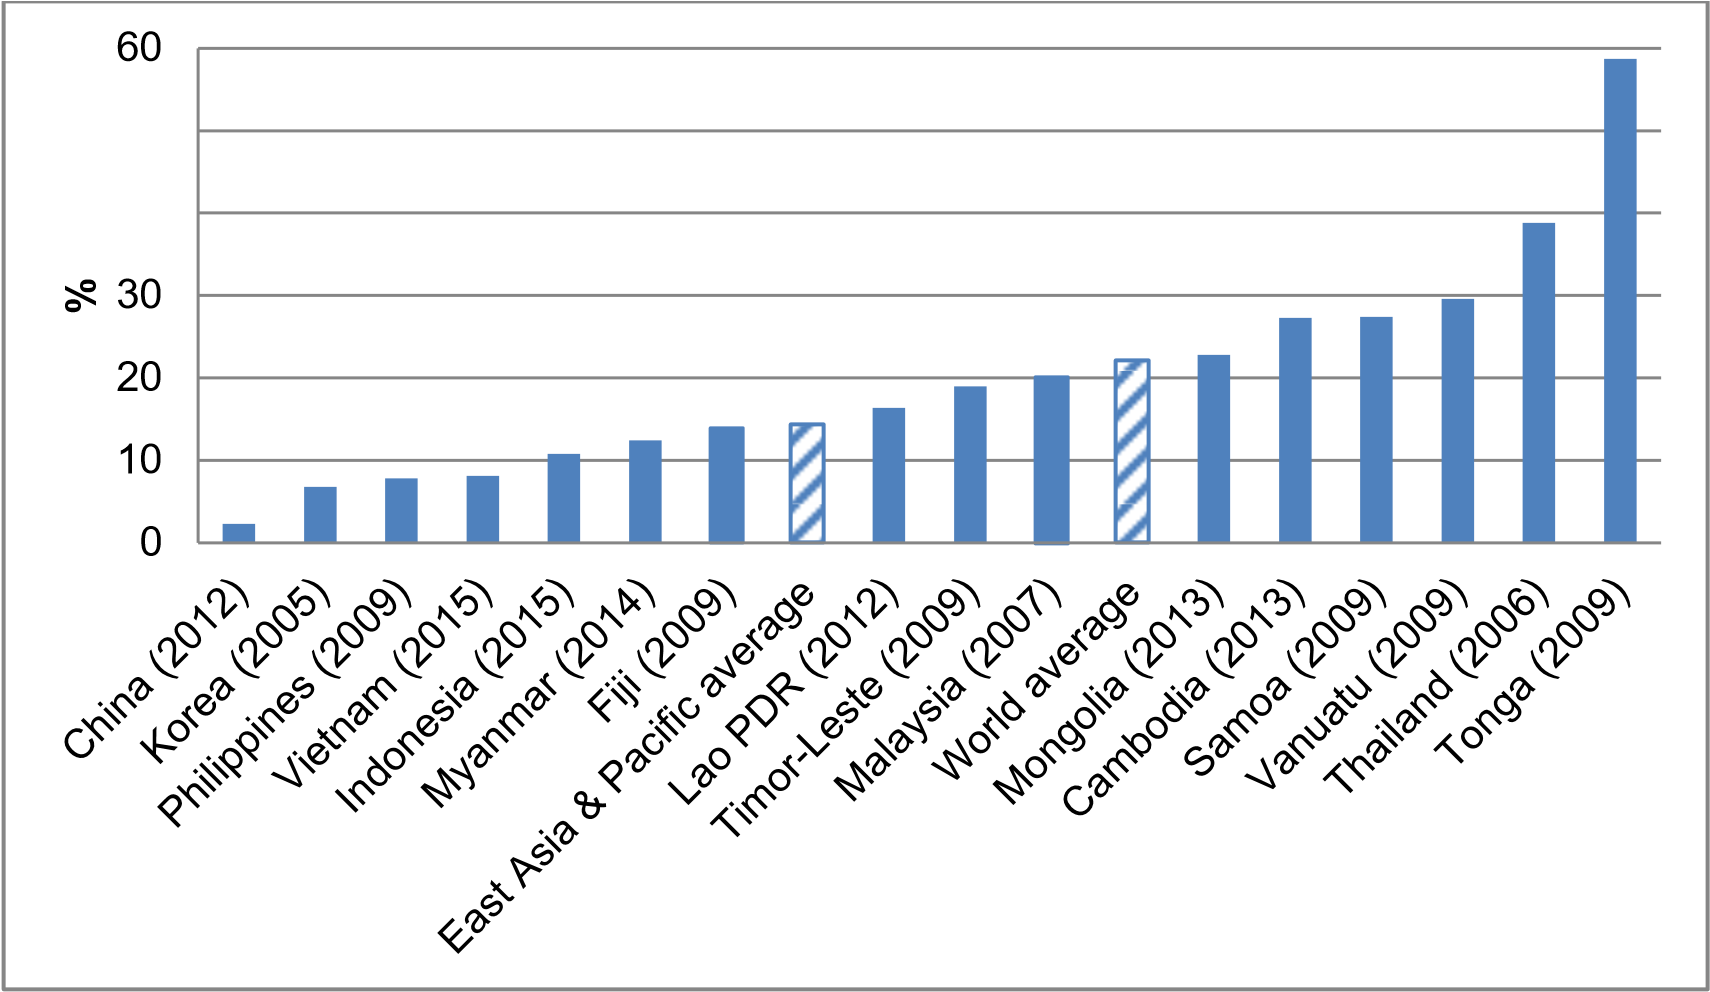 60
30
20
10
0
%
China (2012)
Korea (2005)
Philippines (2009)
Vietnam (2015)
Indonesia (2015)
Myanmar (2014)
Fiji (2009)
East Asia & Pacific average
Lao PDR (2012)
Timor-Leste (2009)
Malaysia (2007)
World average
Mongolia (2013)
Cambodia (2013)
Samoa (2009)
Vanuatu (2009)
Thailand (2006)
Tonga (2009)